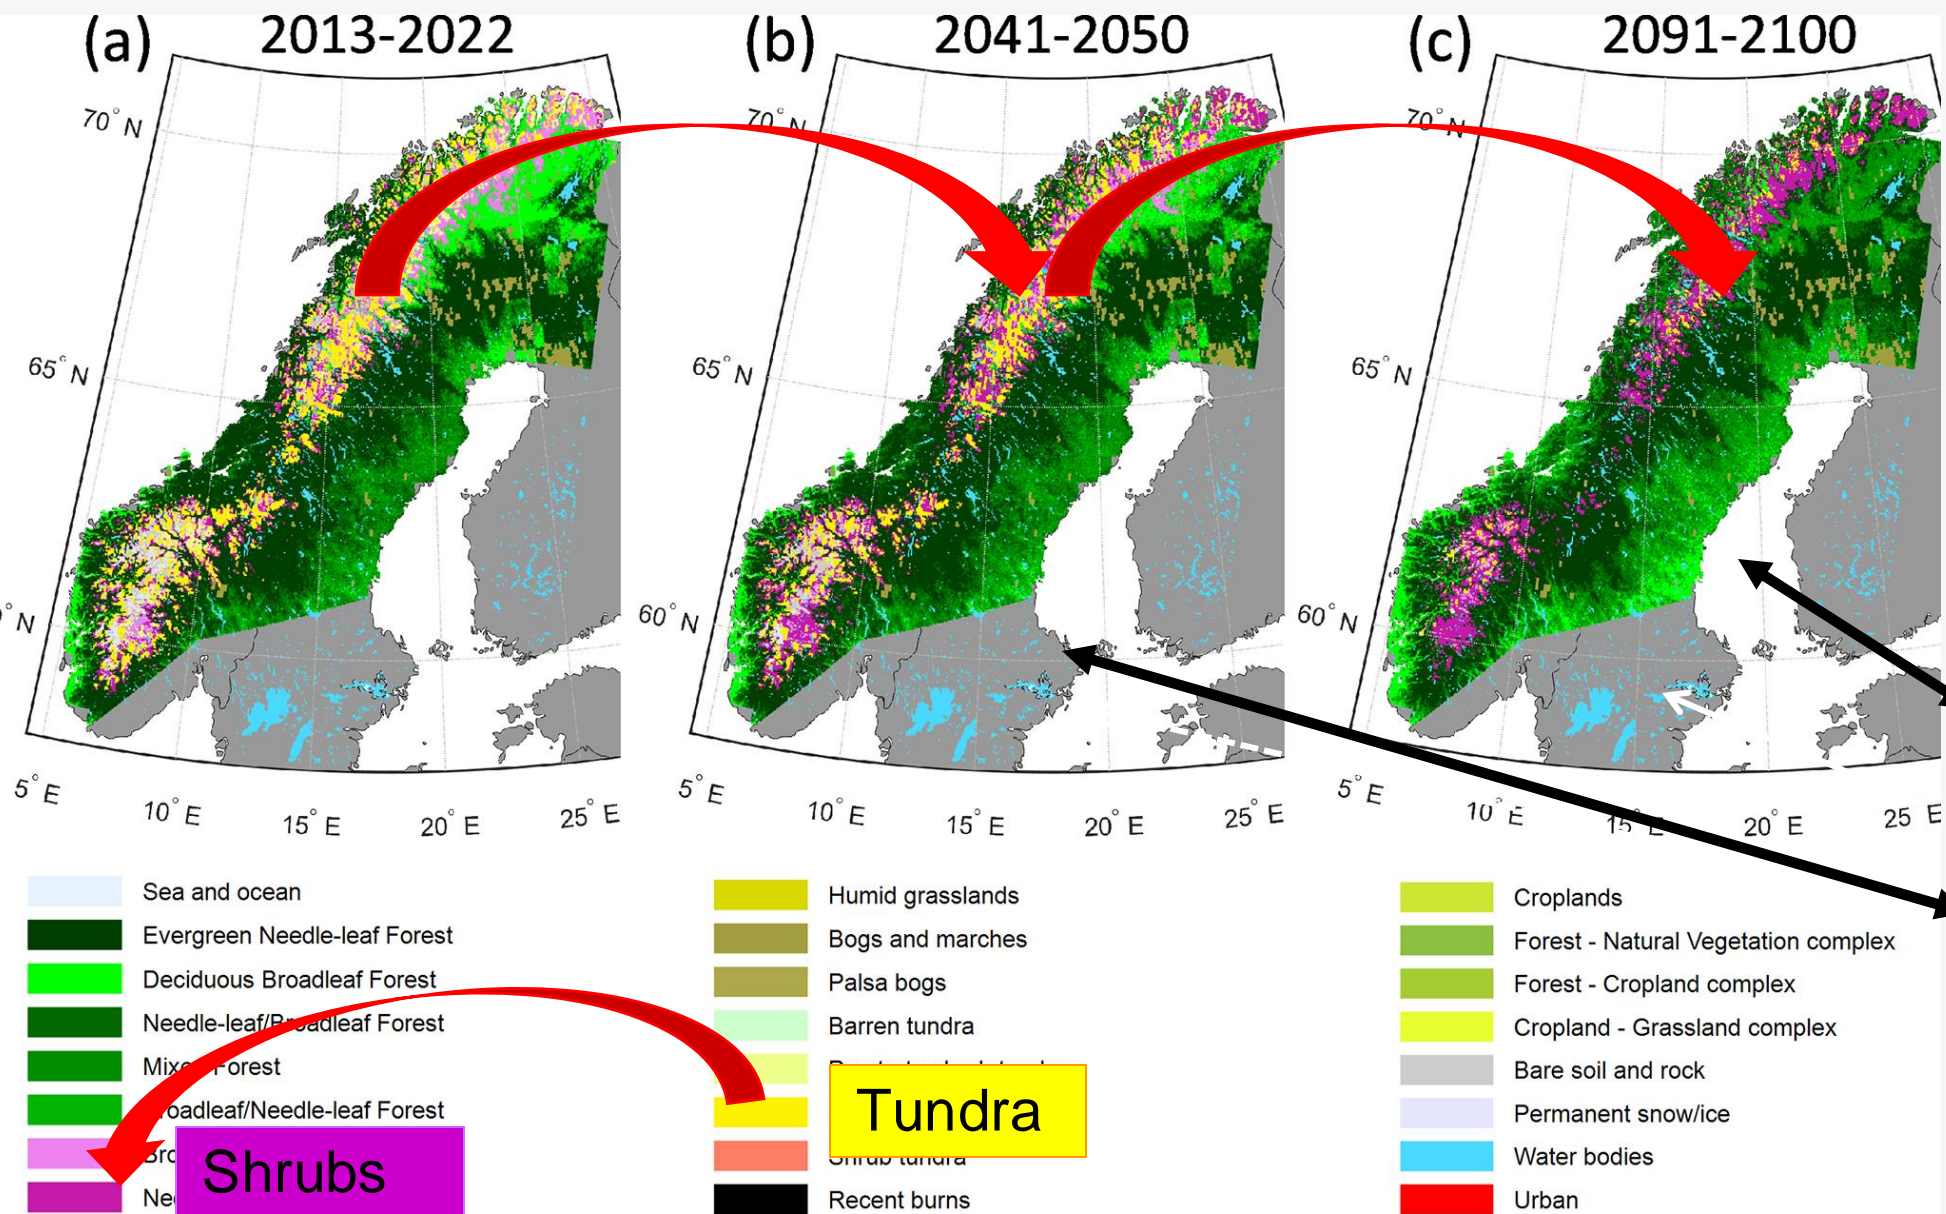 (a) 2013-2022
(b) 2041-2050
(c) 2091-2100
70° N
70° N
70° N
65° N
65° N
65° N
° N
60° N
60° N
5° E
10° E
15° E
20° E
25° E
5° E
10° E
15° E
20° E
25° E
5° E
10° E
15° E
20° E
25° E
Sea and ocean
Evergreen Needle-leaf Forest
Deciduous Broadleaf Forest
Needle-leaf/Broadleaf Forest
Mixed Forest
Broadleaf/Needle-leaf Forest
Shrubs
Humid grasslands
Bogs and marches
Palsa bogs
Barren tundra
Tundra
Shrub tundra
Recent burns
Croplands
Forest - Natural Vegetation complex
Forest - Cropland complex
Cropland - Grassland complex
Bare soil and rock
Permanent snow/ice
Water bodies
Urban